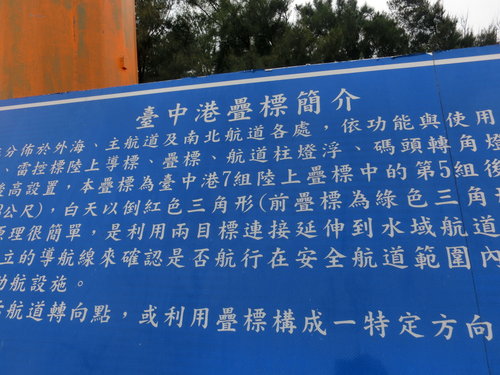 臺中港疊標簡介
分佈於外海、主航道及南北航道各處，依功能與使用
、雷控標陸上導標、疊標、航道柱燈浮、碼頭轉角燈
高設置，本疊標為臺中港7組陸上疊標中的第5組後
公尺)，白天以倒紅色三角形(前疊標為綠色三角
原理很簡單，是利用兩目標連接延伸到水域航道
立的導航線來確認是否航行在安全航道範圍內
助航設施。
航道轉向點，或利用疊標構成一特定方向